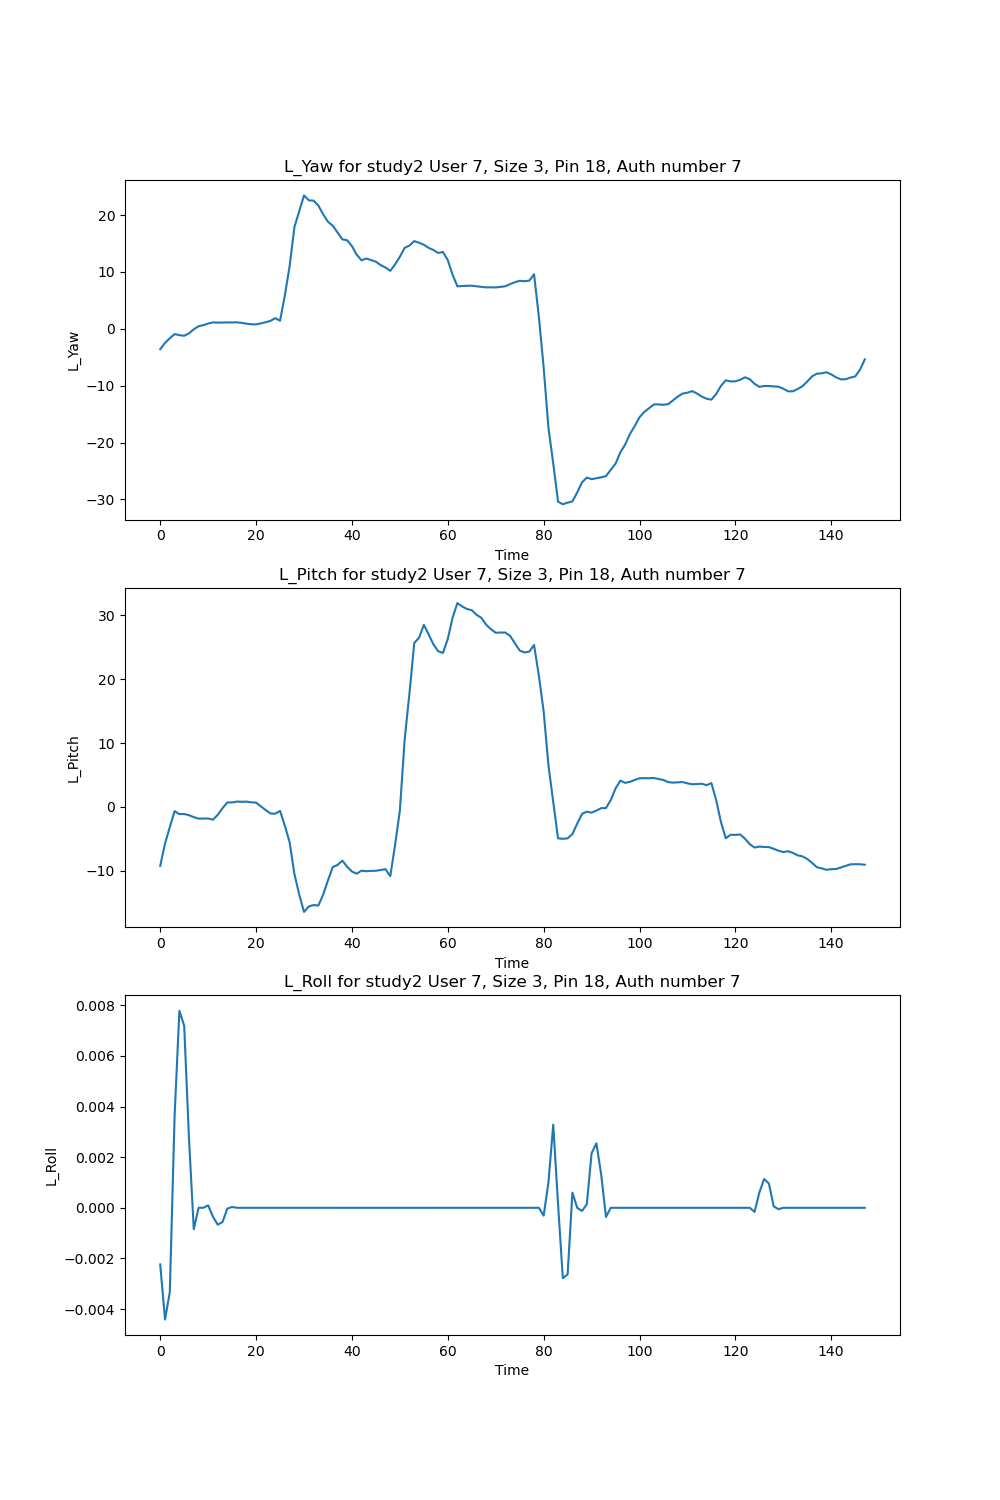 L_Yaw for study2 User 7, Size 3, Pin 18, Auth number 7
20
10
0
−10
−20
−30
L_Yaw
0 20 40 60 80 100 120 140
Time
L_Pitch for study2 User 7, Size 3, Pin 18, Auth number 7
30
20
10
0
−10
L_Pitch
0 20 40 60 80 100 120 140
Time
L_Roll for study2 User 7, Size 3, Pin 18, Auth number 7
0.008
0.006
0.004
0.002
0.000
−0.002
−0.004
L_Roll
0 20 40 60 80 100 120 140
Time